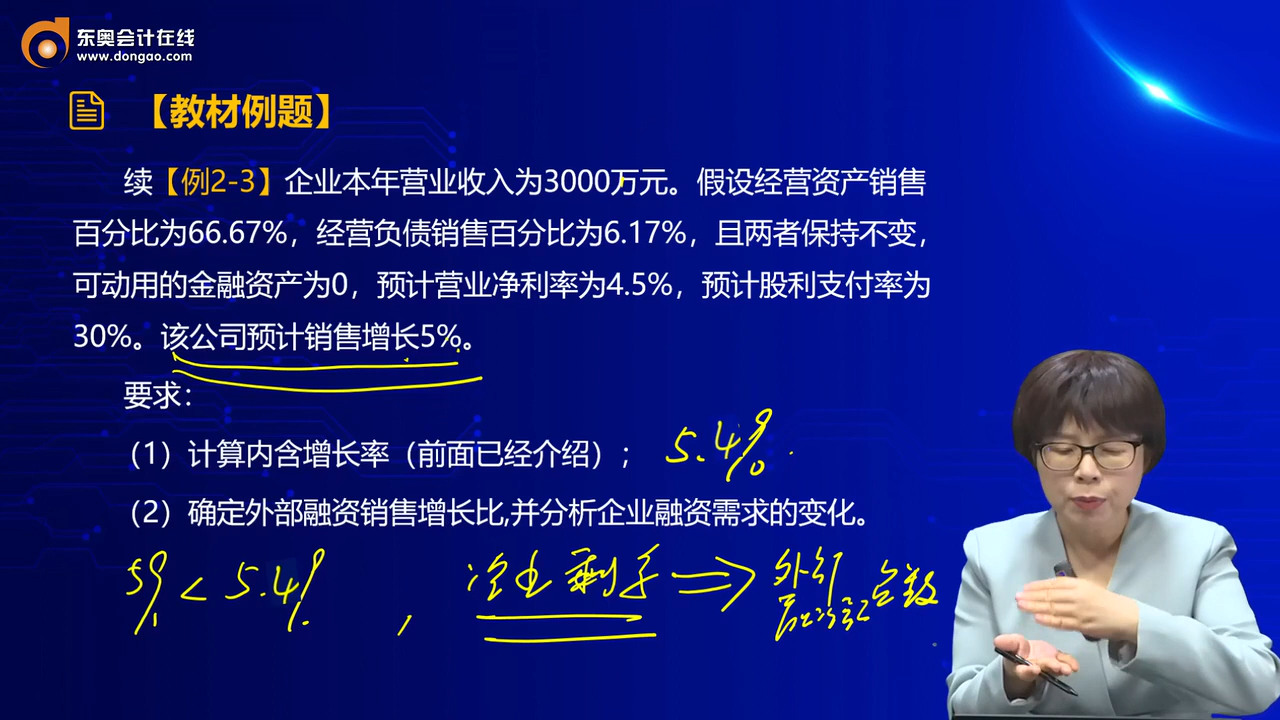 东奥会计在线
www.dongao.com
【教材例题】
续【例2-3】企业本年营业收入为3000万元。假设经营资产销售
百分比为66.67%，经营负债销售百分比为6.17%，且两者保持不变，
可动用的金融资产为0，预计营业净利率为4.5%，预计股利支付率为
30%。该公司预计销售增长5%。
要求：
（1）计算内含增长率（前面已经介绍）；
5.4%
（2）确定外部融资销售增长比,并分析企业融资需求的变化。
5% < 5.4%, 剩 ⇒ 外 负数